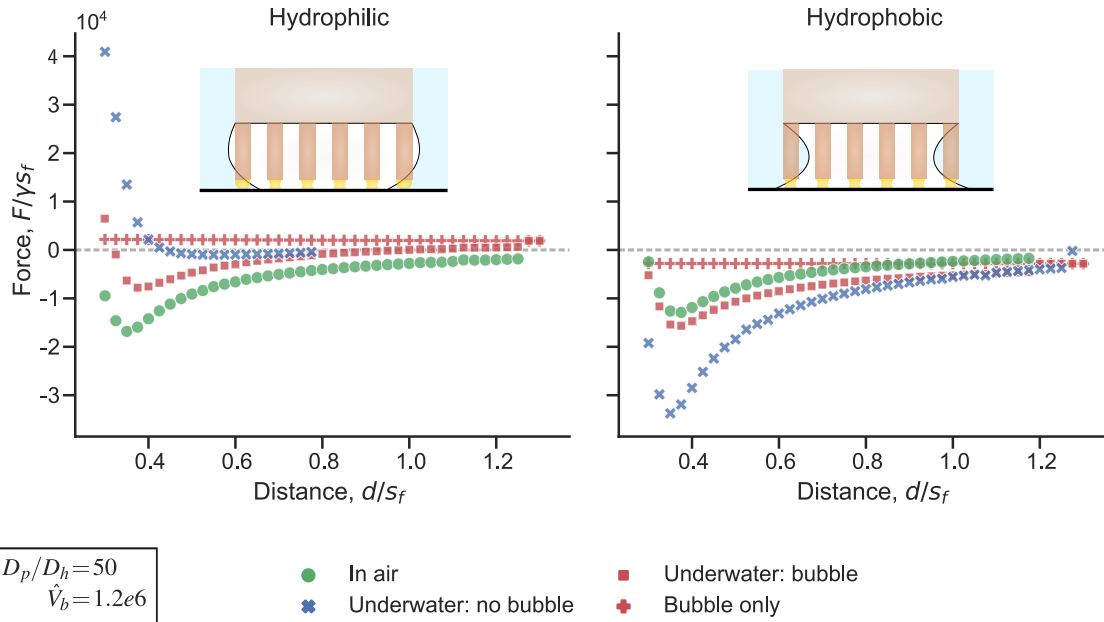 10⁴
Hydrophilic
Hydrophobic
4
3
2
1
0
-1
-2
-3
Force, F/γs_f
0.4
0.6
0.8
1.0
1.2
0.4
0.6
0.8
1.0
1.2
Distance, d/s_f
Distance, d/s_f
D_p/D_h=50
V̂_b=1.2e6
In air
Underwater: no bubble
Underwater: bubble
Bubble only